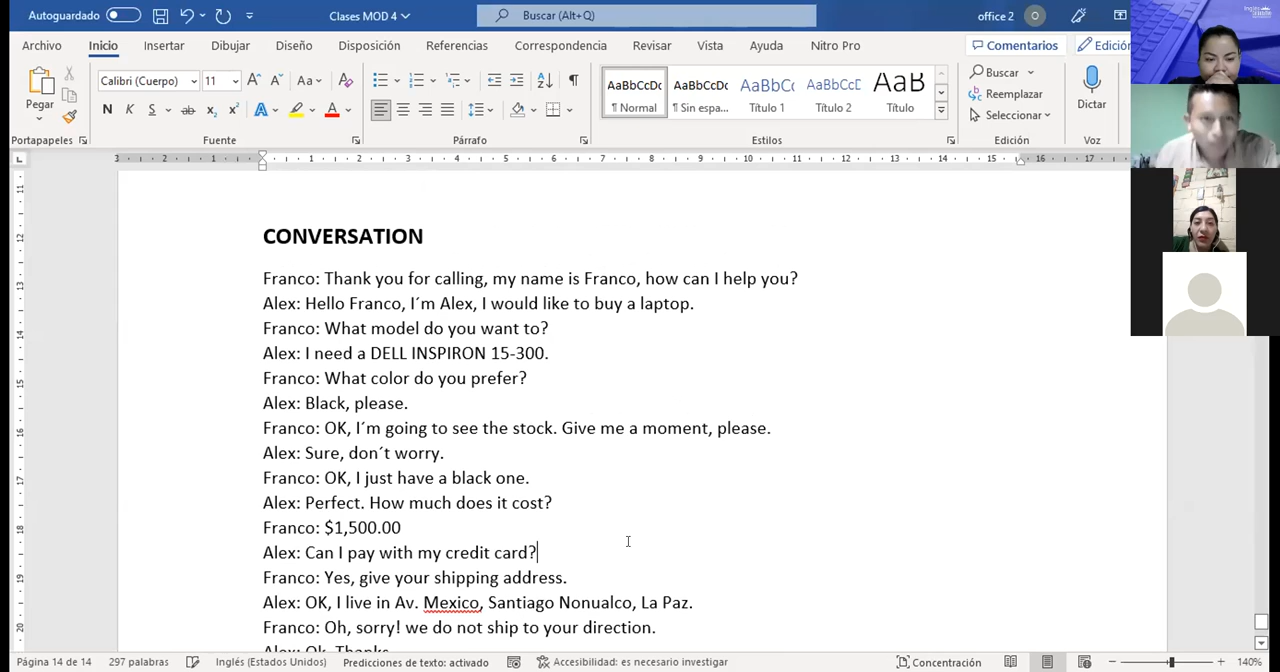 Autoguardado
Clases MOD 4
Buscar (Alt+Q)
office 2
O
Archivo
Inicio
Insertar
Dibujar
Diseño
Disposición
Referencias
Correspondencia
Revisar
Vista
Ayuda
Nitro Pro
Comentarios
Edición
Pegar
Calibri (Cuerpo)
11
AaBbCcDc
¶ Normal
AaBbCcDc
¶ Sin espa...
AaBbCc
Título 1
AaBbCcD
Título 2
AaB
Título
Buscar
Reemplazar
Seleccionar
Dictar
Portapapeles
Fuente
Párrafo
Estilos
Edición
Voz
CONVERSATION
Franco: Thank you for calling, my name is Franco, how can I help you?
Alex: Hello Franco, I´m Alex, I would like to buy a laptop.
Franco: What model do you want to?
Alex: I need a DELL INSPIRON 15-300.
Franco: What color do you prefer?
Alex: Black, please.
Franco: OK, I´m going to see the stock. Give me a moment, please.
Alex: Sure, don´t worry.
Franco: OK, I just have a black one.
Alex: Perfect. How much does it cost?
Franco: $1,500.00
Alex: Can I pay with my credit card?
Franco: Yes, give your shipping address.
Alex: OK, I live in Av. Mexico, Santiago Nonualco, La Paz.
Franco: Oh, sorry! we do not ship to your direction.
Alex: Ok. Thanks
Página 14 de 14
297 palabras
Inglés (Estados Unidos)
Predicciones de texto: activado
Accesibilidad: es necesario investigar
Concentración
140%